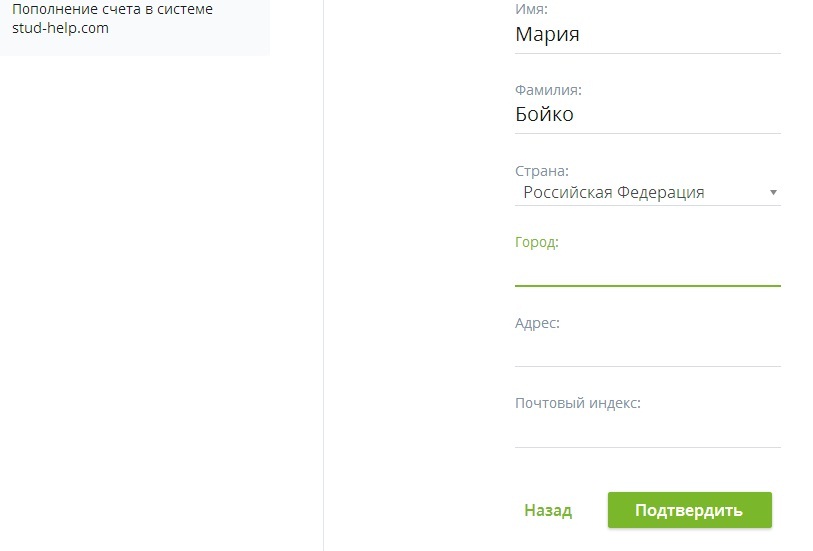 Пополнение счета в системе
stud-help.com
Имя:
Мария
Фамилия:
Бойко
Страна:
Российская Федерация
Город:
Адрес:
Почтовый индекс:
Назад
Подтвердить